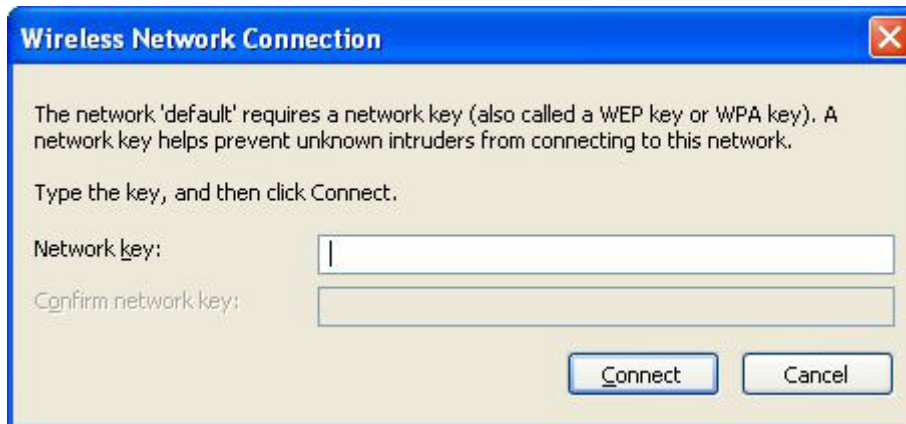 Wireless Network Connection
The network 'default' requires a network key (also called a WEP key or WPA key). A
network key helps prevent unknown intruders from connecting to this network.
Type the key, and then click Connect.
Network key:
Confirm network key:
Connect Cancel